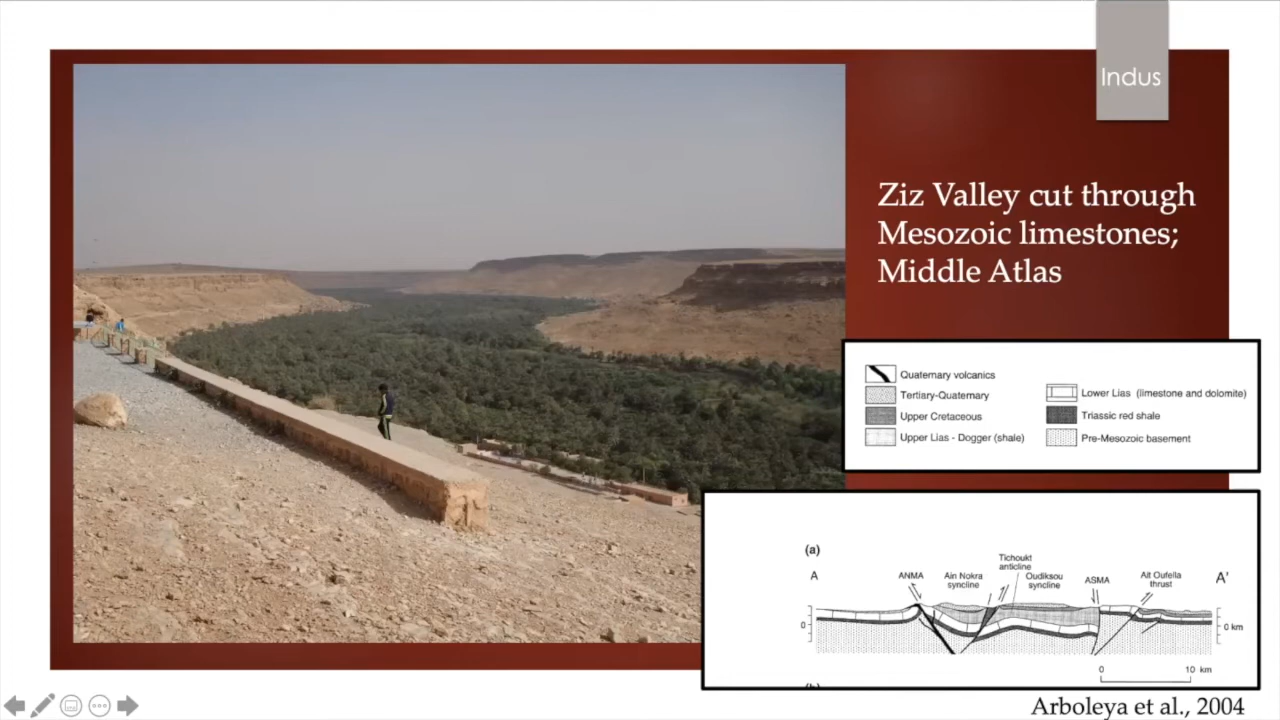 Indus
Ziz Valley cut through
Mesozoic limestones;
Middle Atlas
Quaternary volcanics
Tertiary-Quaternary
Upper Cretaceous
Upper Lias - Dogger (shale)
Lower Lias (limestone and dolomite)
Triassic red shale
Pre-Mesozoic basement
(a)
A
ANMA
Ain Nokra
syncline
Tichoukt
anticline
Oudiksou
syncline
ASMA
Ait Oufella
thrust
A'
0
0 km
0
10 km
Arboleya et al., 2004